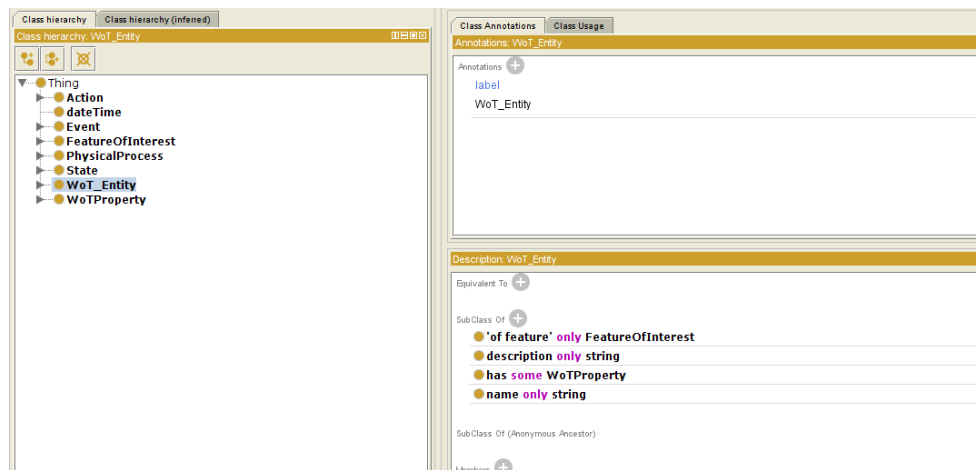 Class hierarchy
Class hierarchy (inferred)
Class hierarchy: WoT_Entity
Thing
Action
dateTime
Event
FeatureOfInterest
PhysicalProcess
State
WoT_Entity
WoTProperty
Class Annotations
Class Usage
Annotations: WoT_Entity
Annotations
label
WoT_Entity
Description: WoT_Entity
Equivalent To
SubClass Of
'of feature' only FeatureOfInterest
description only string
has some WoTProperty
name only string
SubClass Of (Anonymous Ancestor)
Members